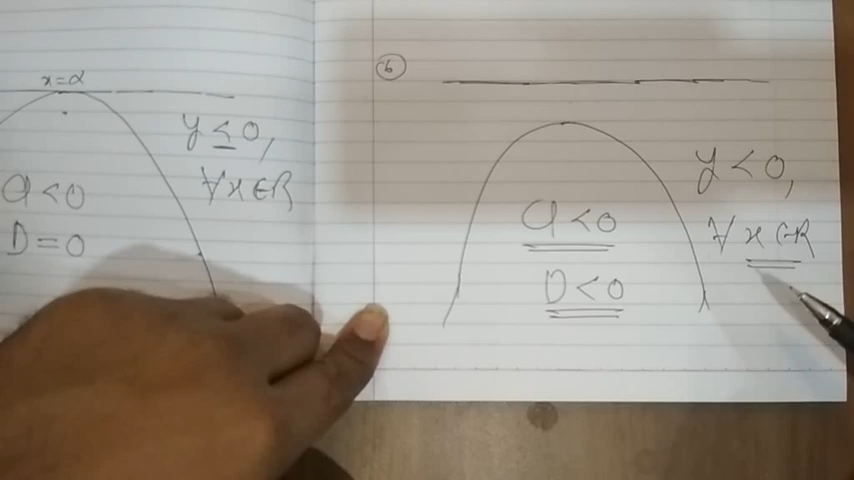 x=α
y ≤ 0,
∀x∈R
a<0
D=0
6
y < 0,
∀ x ∈ R
a < 0
D < 0